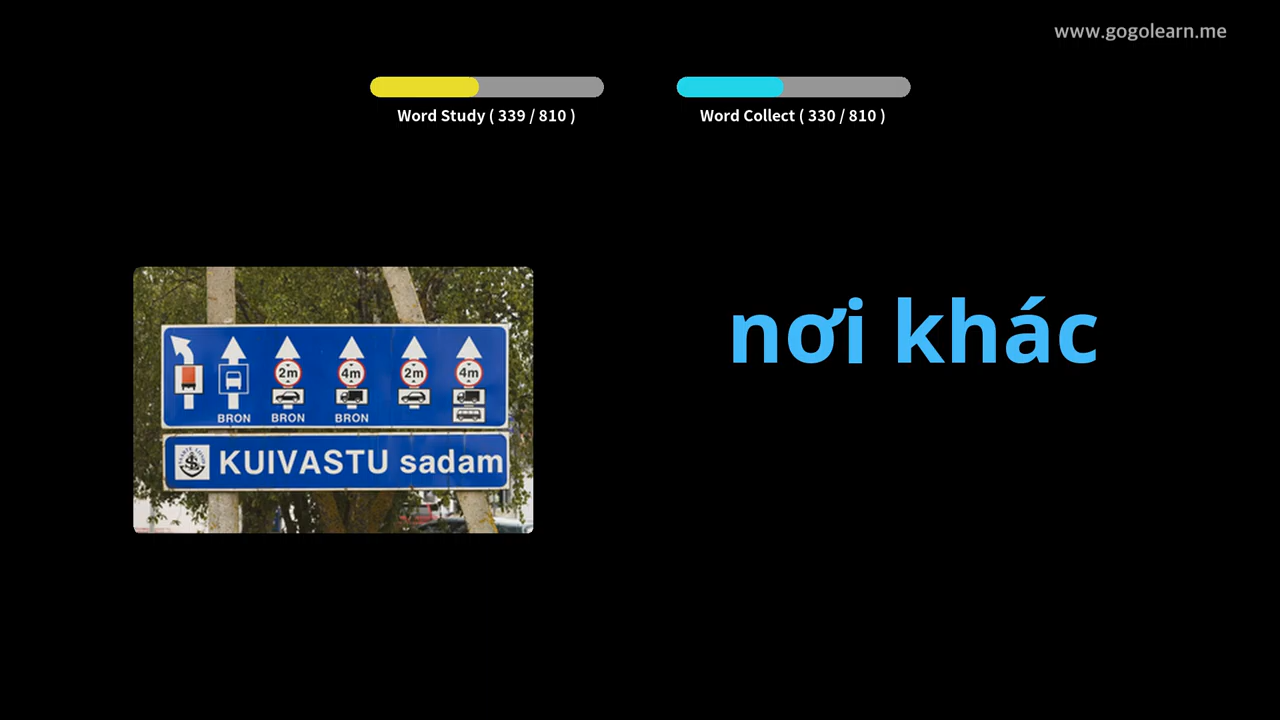 www.gogolearn.me
Word Study ( 339 / 810 )
Word Collect ( 330 / 810 )
nơi khác
2m
4m
2m
4m
BRON
BRON
BRON
KUIVASTU sadam